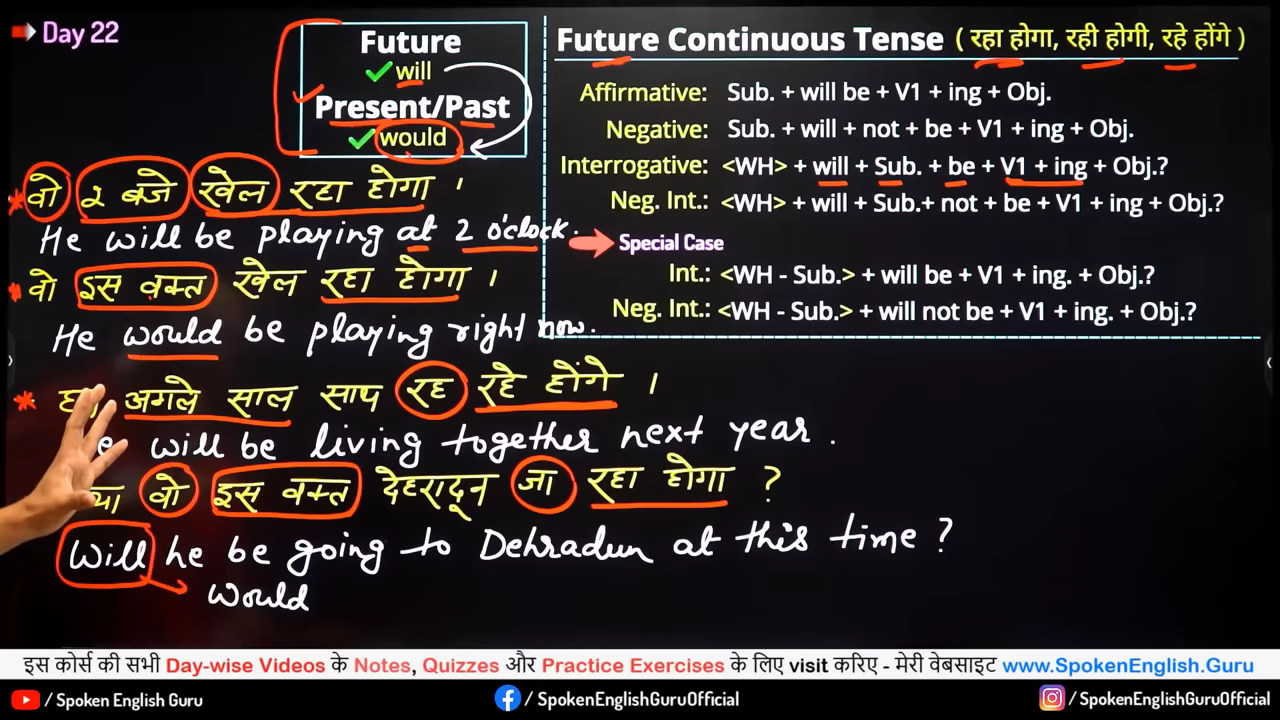 Day 22
Future
will
Present/Past
would
Future Continuous Tense ( रहा होगा, रही होगी, रहे होंगे )
Affirmative: Sub. + will be + V1 + ing + Obj.
Negative: Sub. + will + not + be + V1 + ing + Obj.
Interrogative: <WH> + will + Sub. + be + V1 + ing + Obj.?
Neg. Int.: <WH> + will + Sub.+ not + be + V1 + ing + Obj.?
Special Case
Int.: <WH - Sub.> + will be + V1 + ing. + Obj.?
Neg. Int.: <WH - Sub.> + will not be + V1 + ing. + Obj.?
* वो २ बजे खेल रहा होगा ।
He will be playing at 2 o'clock.
* वो इस वक्त खेल रहा होगा ।
He would be playing right now.
* अगले साल साथ रह रहे होंगे ।
will be living together next year.
वो इस वक्त देहरादून जा रहा होगा ?
Will he be going to Dehradun at this time ?
Would
इस कोर्स की सभी Day-wise Videos के Notes, Quizzes और Practice Exercises के लिए visit करिए - मेरी वेबसाइट www.SpokenEnglish.Guru
/ Spoken English Guru
/ SpokenEnglishGuruOfficial
/ SpokenEnglishGuruOfficial